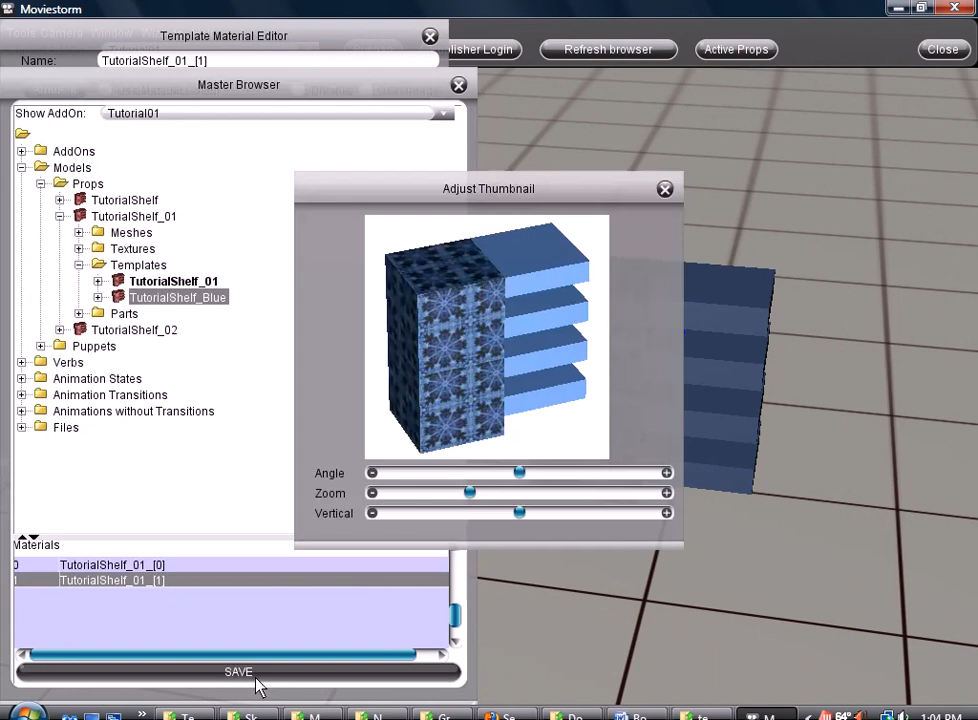 Moviestorm
Template Material Editor
Name: TutorialShelf_01_[1]
Login
Refresh browser
Active Props
Close
Master Browser
Show AddOn: Tutorial01
AddOns
Models
Props
TutorialShelf
TutorialShelf_01
Meshes
Textures
Templates
TutorialShelf_01
TutorialShelf_Blue
Parts
TutorialShelf_02
Puppets
Verbs
Animation States
Animation Transitions
Animations without Transitions
Files
Adjust Thumbnail
Angle
Zoom
Vertical
Materials
0 TutorialShelf_01_[0]
1 TutorialShelf_01_[1]
SAVE
64°
1:04 PM